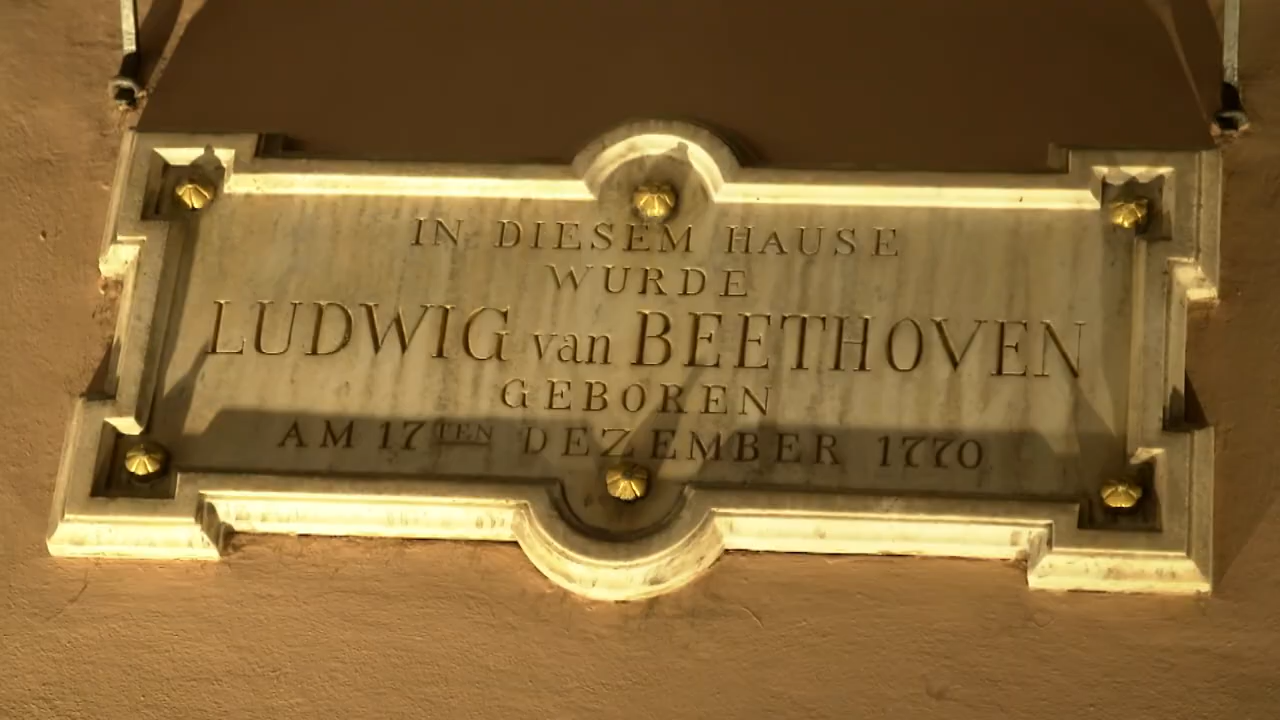 IN DIESEM HAUSE
WURDE
LUDWIG van BEETHOVEN
GEBOREN
AM 17TEN DEZEMBER 1770